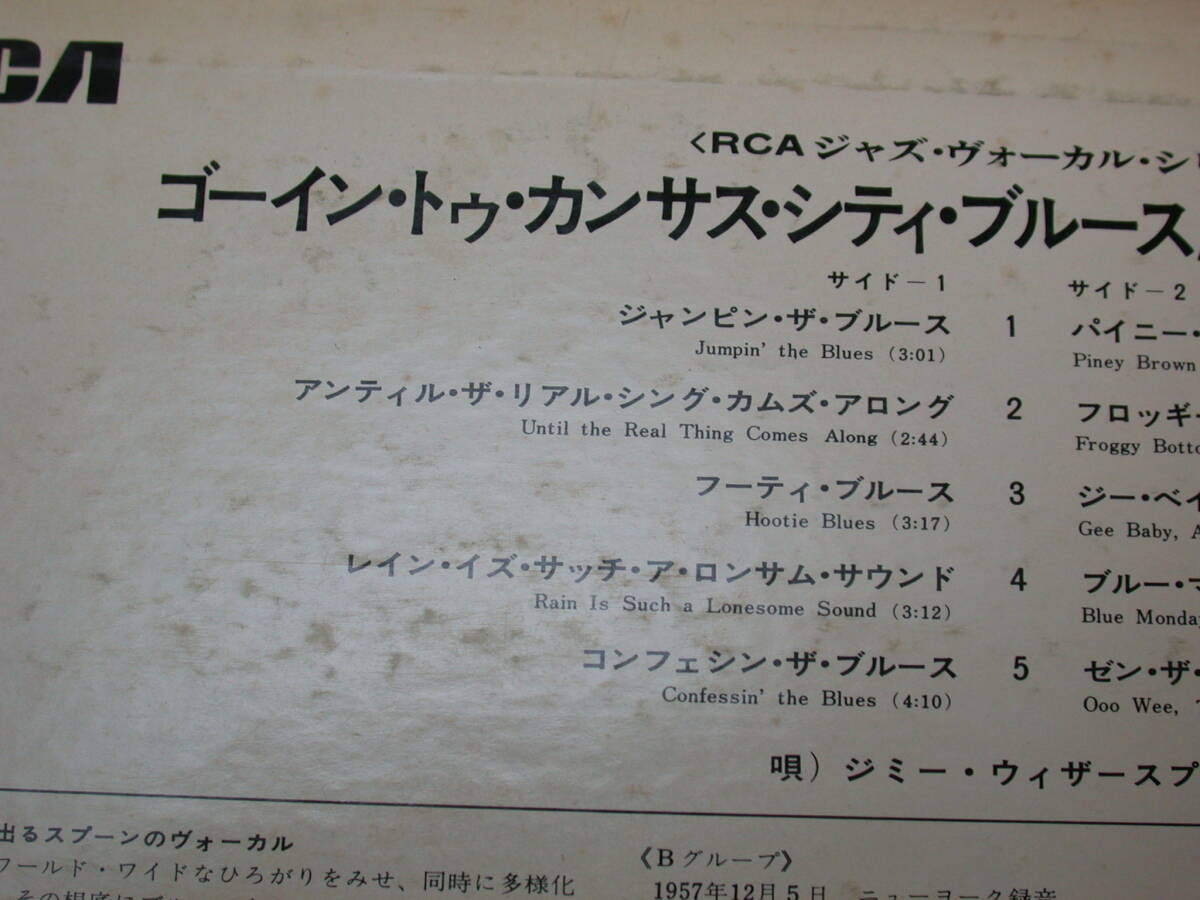 RCA
<RCA ジャズ・ヴォーカル・シリ
ゴーイン・トゥ・カンサス・シティ・ブルース
サイド－1
ジャンピン・ザ・ブルース 1
Jumpin' the Blues (3:01)
アンティル・ザ・リアル・シング・カムズ・アロング 2
Until the Real Thing Comes Along (2:44)
フーティ・ブルース 3
Hootie Blues (3:17)
レイン・イズ・サッチ・ア・ロンサム・サウンド 4
Rain Is Such a Lonesome Sound (3:12)
コンフェシン・ザ・ブルース 5
Confessin' the Blues (4:10)
サイド－2
パイニー・
Piney Brown
フロッギー
Froggy Botto
ジー・ベイ
Gee Baby, A
ブルー・マ
Blue Monday
ゼン・ザ・
Ooo Wee,
唄）ジミー・ウィザースプ
出るスプーンのヴォーカル
ワールド・ワイドなひろがりをみせ、同時に多様化
《Bグループ》
1957年12月5日 ニューヨーク録音